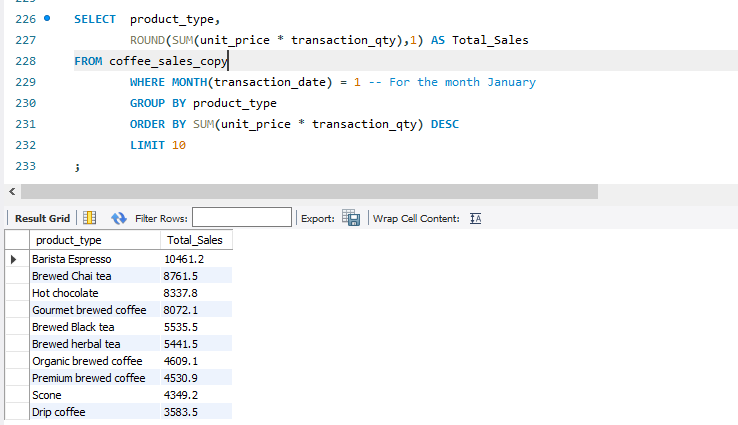 226 SELECT product_type,
227 ROUND(SUM(unit_price * transaction_qty),1) AS Total_Sales
228 FROM coffee_sales_copy
229 WHERE MONTH(transaction_date) = 1 -- For the month January
230 GROUP BY product_type
231 ORDER BY SUM(unit_price * transaction_qty) DESC
232 LIMIT 10
233 ;
Result Grid Filter Rows: Export: Wrap Cell Content:
product_type Total_Sales
Barista Espresso 10461.2
Brewed Chai tea 8761.5
Hot chocolate 8337.8
Gourmet brewed coffee 8072.1
Brewed Black tea 5535.5
Brewed herbal tea 5441.5
Organic brewed coffee 4609.1
Premium brewed coffee 4530.9
Scone 4349.2
Drip coffee 3583.5